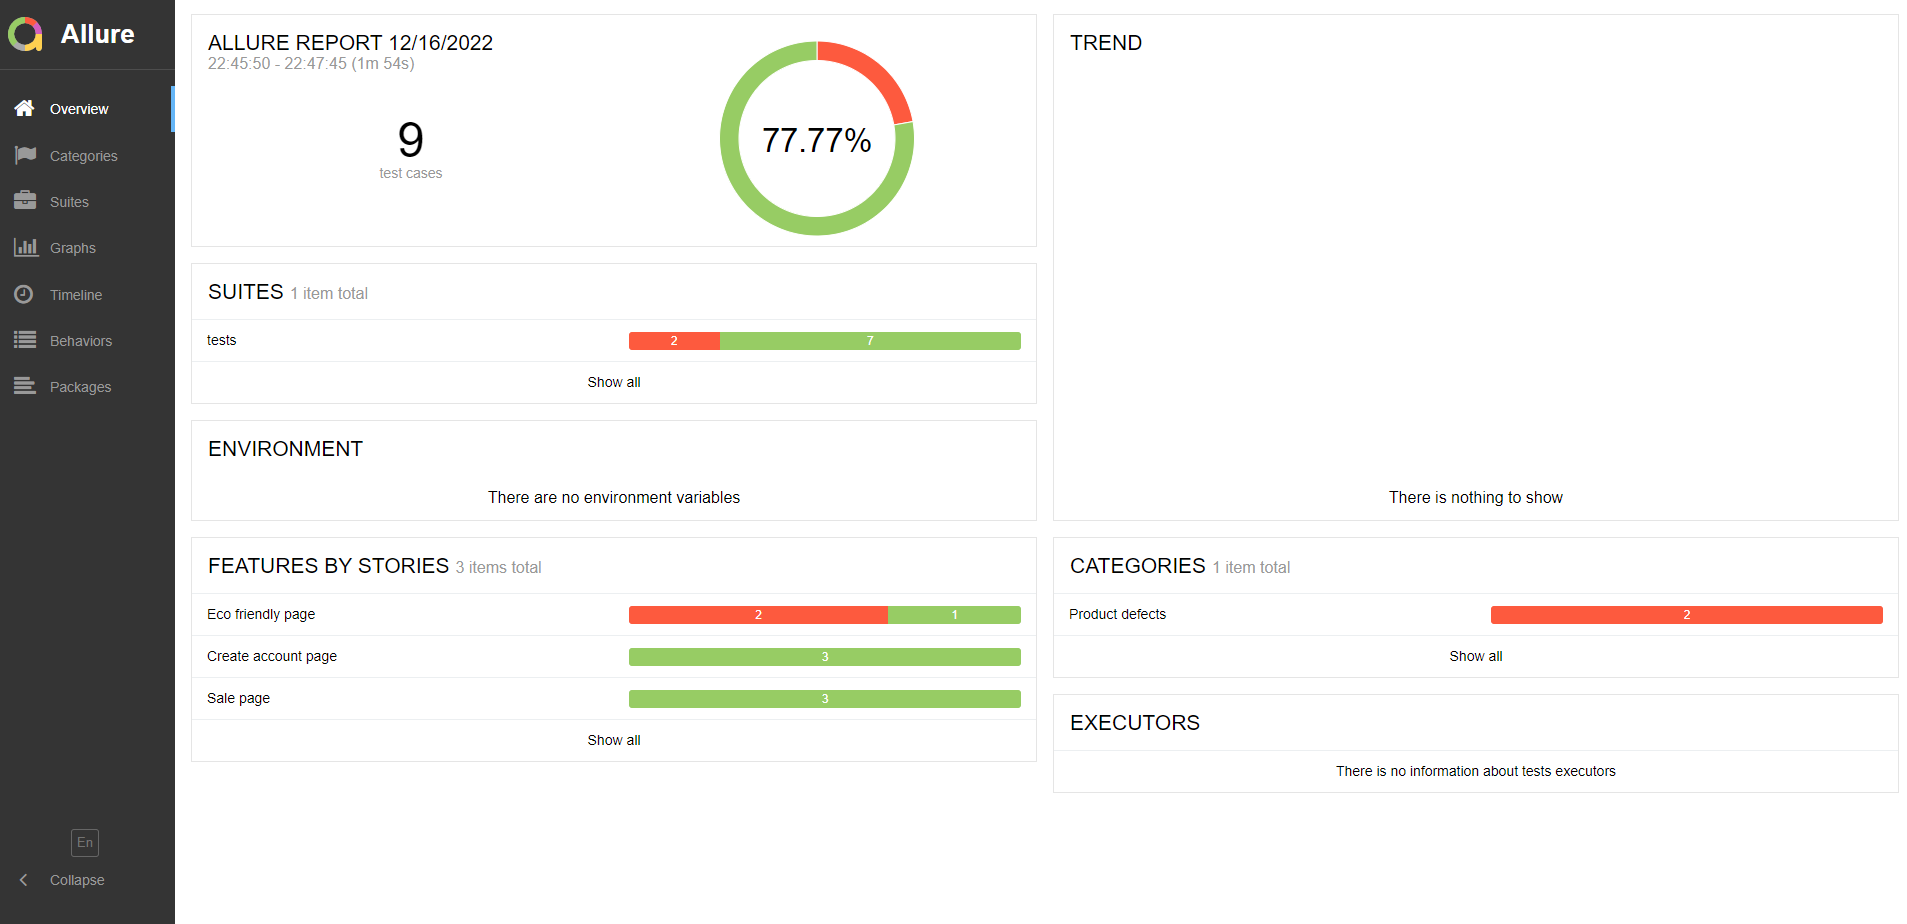 Allure
Overview
Categories
Suites
Graphs
Timeline
Behaviors
Packages
En
Collapse
ALLURE REPORT 12/16/2022
22:45:50 - 22:47:45 (1m 54s)
9
test cases
77.77%
SUITES 1 item total
tests 2 7
Show all
ENVIRONMENT
There are no environment variables
FEATURES BY STORIES 3 items total
Eco friendly page 2 1
Create account page 3
Sale page 3
Show all
TREND
There is nothing to show
CATEGORIES 1 item total
Product defects 2
Show all
EXECUTORS
There is no information about tests executors